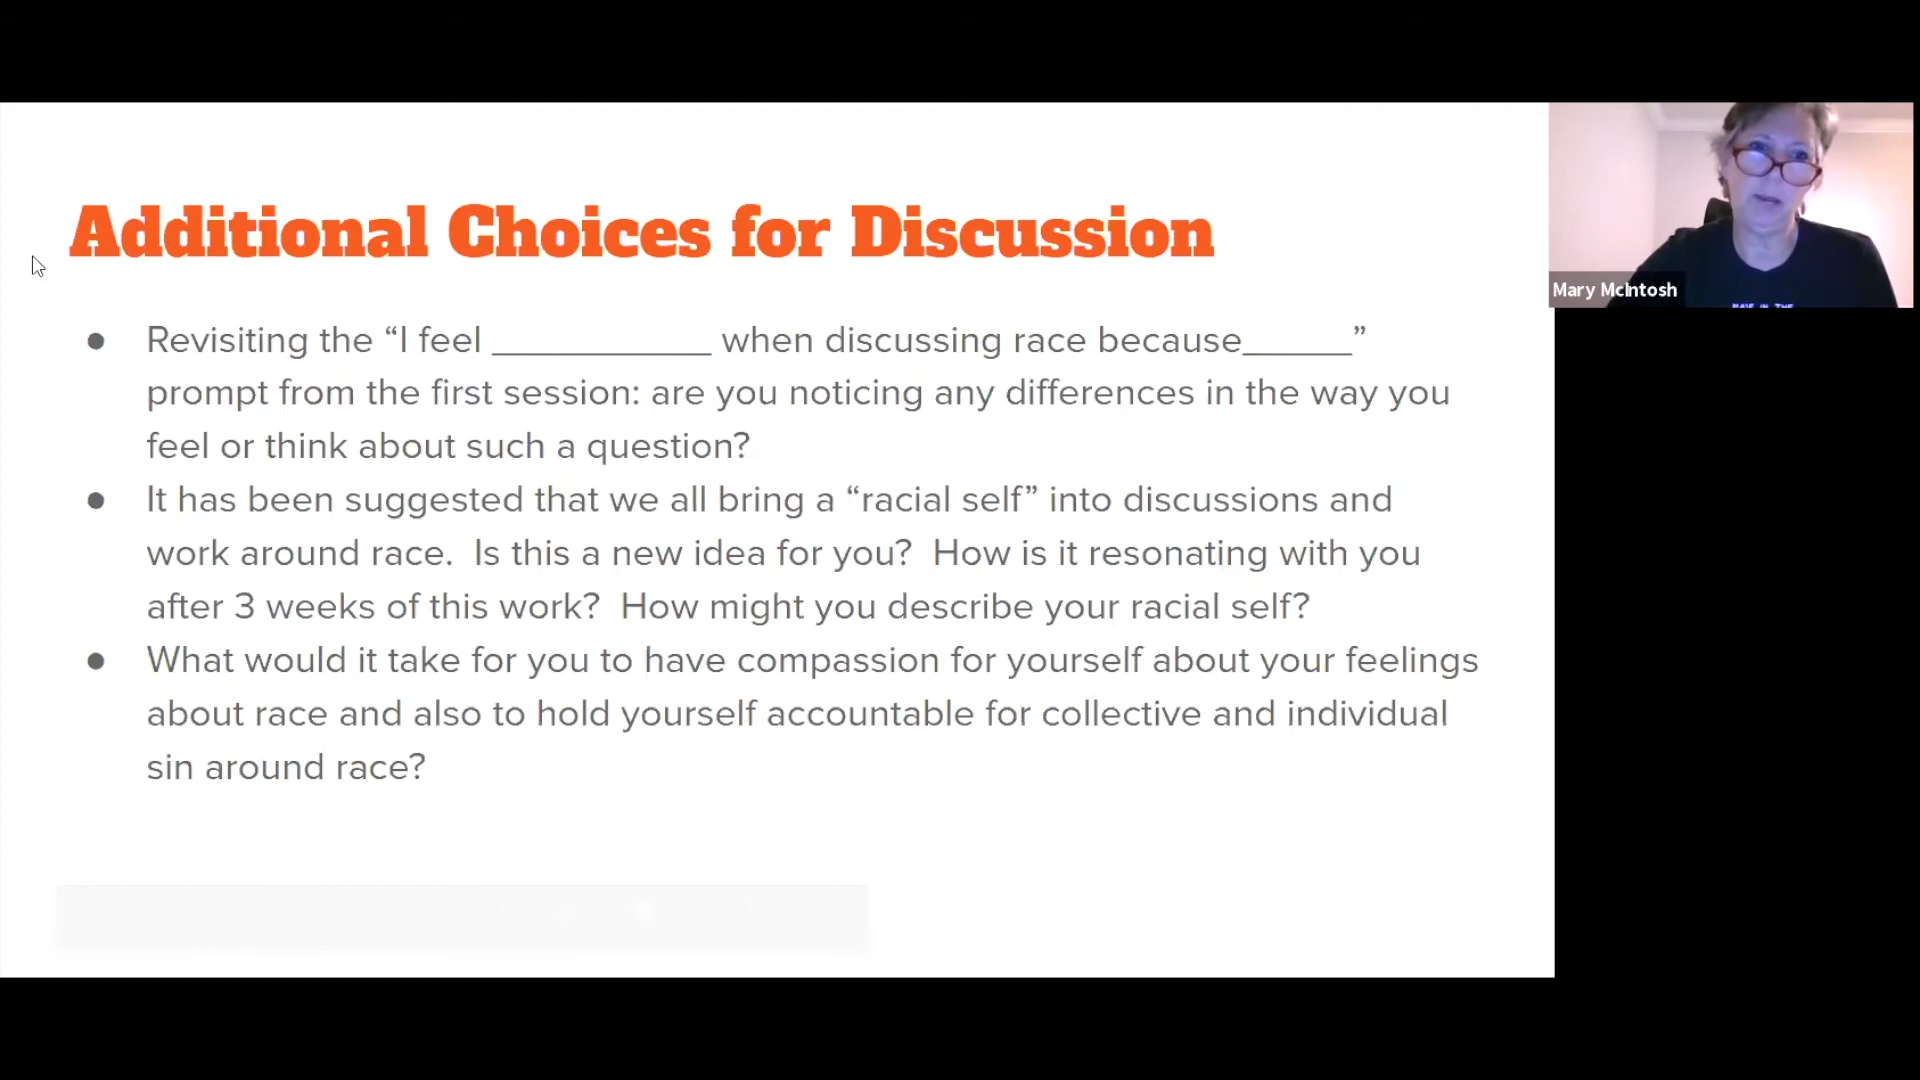 Additional Choices for Discussion
● Revisiting the “I feel ___________ when discussing race because_____”
prompt from the first session: are you noticing any differences in the way you
feel or think about such a question?
● It has been suggested that we all bring a “racial self” into discussions and
work around race. Is this a new idea for you? How is it resonating with you
after 3 weeks of this work? How might you describe your racial self?
● What would it take for you to have compassion for yourself about your feelings
about race and also to hold yourself accountable for collective and individual
sin around race?
Mary McIntosh
MADE IN THE